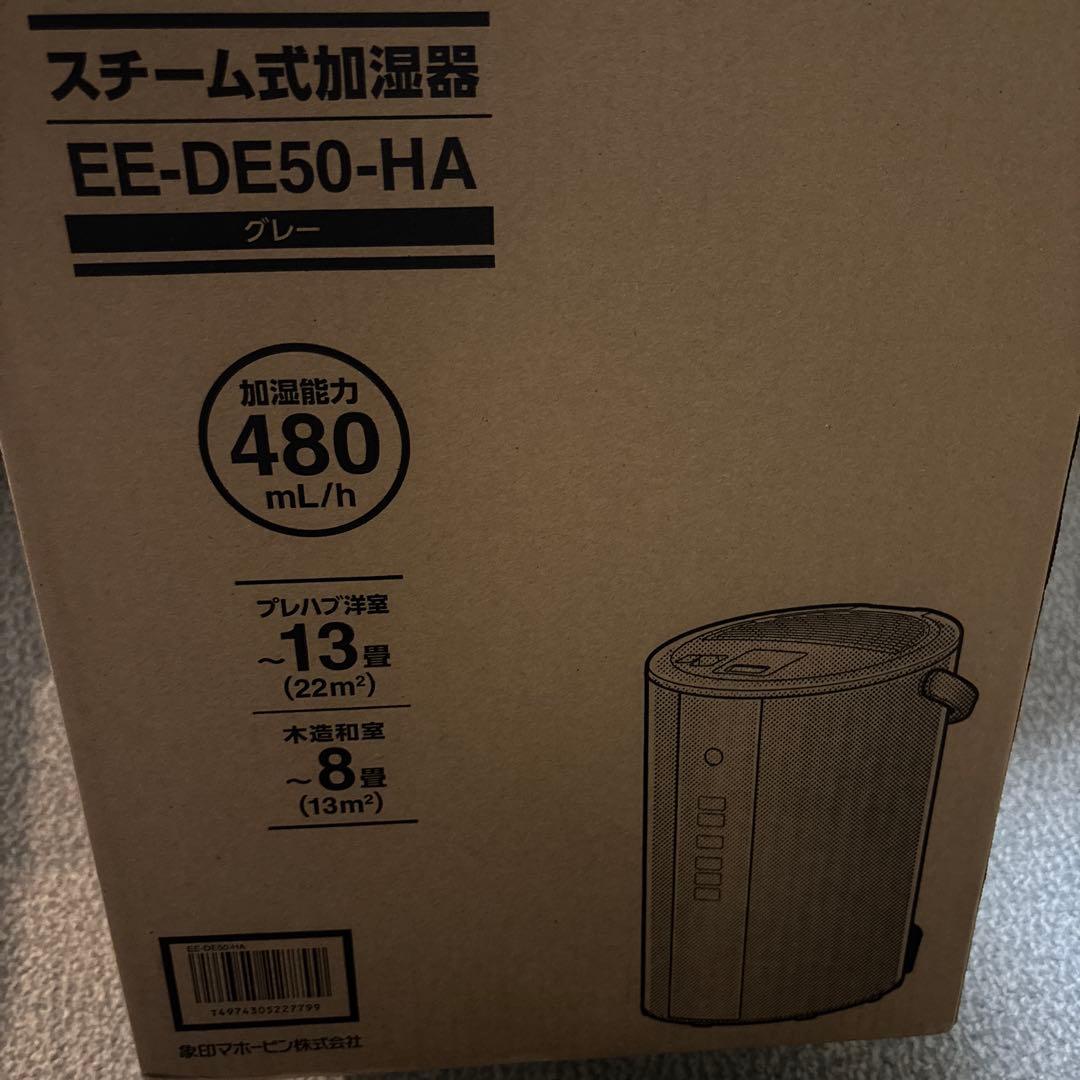 スチーム式加湿器
EE-DE50-HA
グレー
加湿能力
480
mL/h
プレハブ洋室
～13畳
(22m²)
木造和室
～8畳
(13m²)
EE-DE50-HA
T4974305227799
象印マホービン株式会社